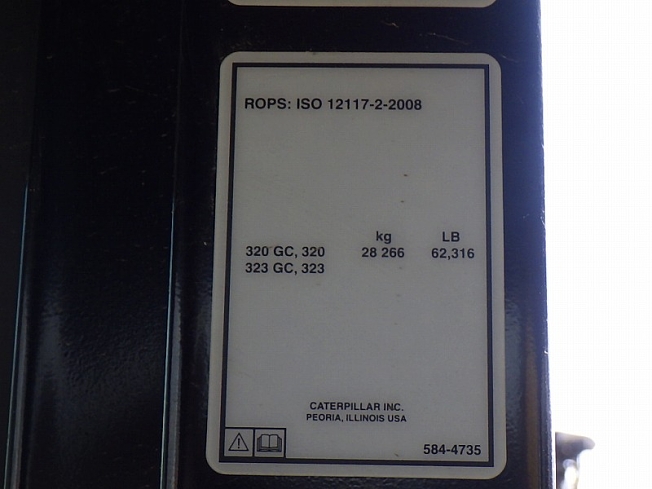 ROPS: ISO 12117-2-2008
kg LB
320 GC, 320 28 266 62,316
323 GC, 323
CATERPILLAR INC.
PEORIA, ILLINOIS USA
584-4735